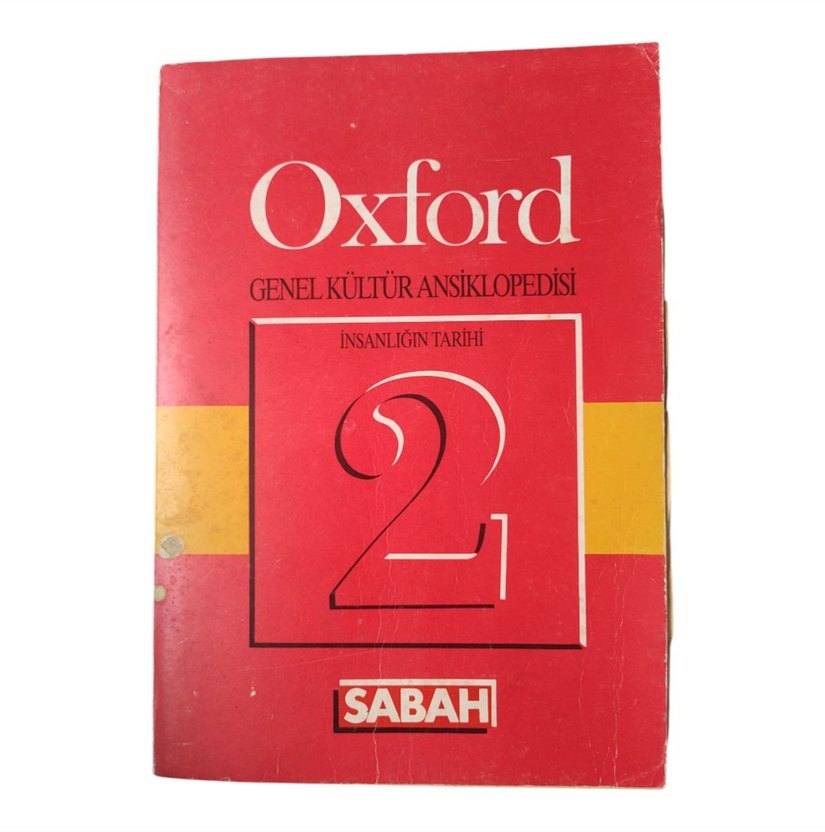 Oxford
GENEL KÜLTÜR ANSİKLOPEDİSİ
İNSANLIĞIN TARİHİ
2
SABAH